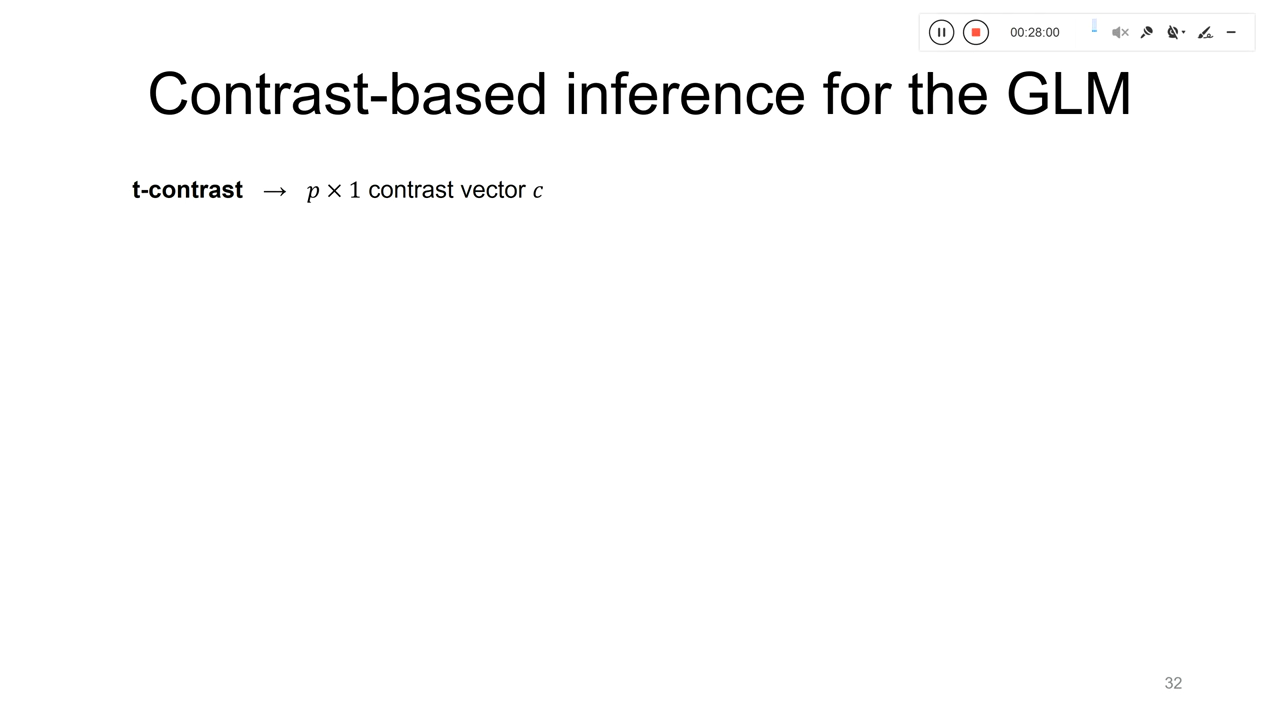 00:28:00
Contrast-based inference for the GLM
t-contrast → p × 1 contrast vector c
32